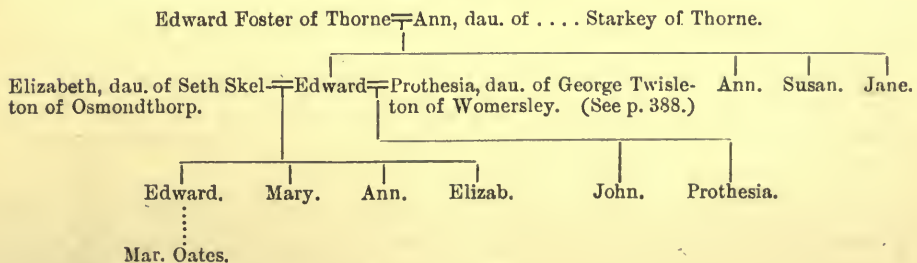 Edward Foster of Thorne Ann, dau. of .... Starkey of Thorne.
Elizabeth, dau. of Seth Skel- Edward Prothesia, dau. of George Twisle- Ann. Susan. Jane.
ton of Osmondthorp. ton of Womersley. (See p. 388.)
Edward. Mary. Ann. Elizab. John. Prothesia.
Mar. Oates.